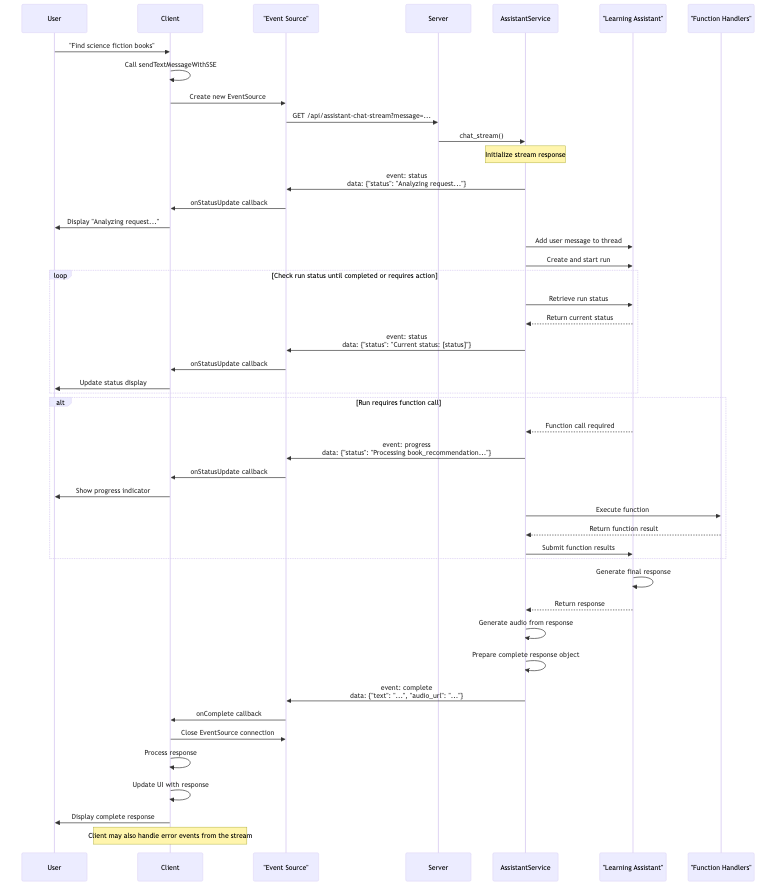 User Client "Event Source" Server AssistantService "Learning Assistant" "Function Handlers"
"Find science fiction books"
Call sendTextMessageWithSSE
Create new EventSource
GET /api/assistant-chat-stream?message=...
chat_stream()
Initialize stream response
event: status
data: {"status": "Analyzing request..."}
onStatusUpdate callback
Display "Analyzing request..."
Add user message to thread
Create and start run
loop [Check run status until completed or requires action]
Retrieve run status
Return current status
event: status
data: {"status": "Current status: [status]"}
onStatusUpdate callback
Update status display
alt [Run requires function call]
Function call required
event: progress
data: {"status": "Processing book_recommendation..."}
onStatusUpdate callback
Show progress indicator
Execute function
Return function result
Submit function results
Generate final response
Return response
Generate audio from response
Prepare complete response object
event: complete
data: {"text": "...", "audio_url": "..."}
onComplete callback
Close EventSource connection
Process response
Update UI with response
Display complete response
Client may also handle error events from the stream
User Client "Event Source" Server AssistantService "Learning Assistant" "Function Handlers"